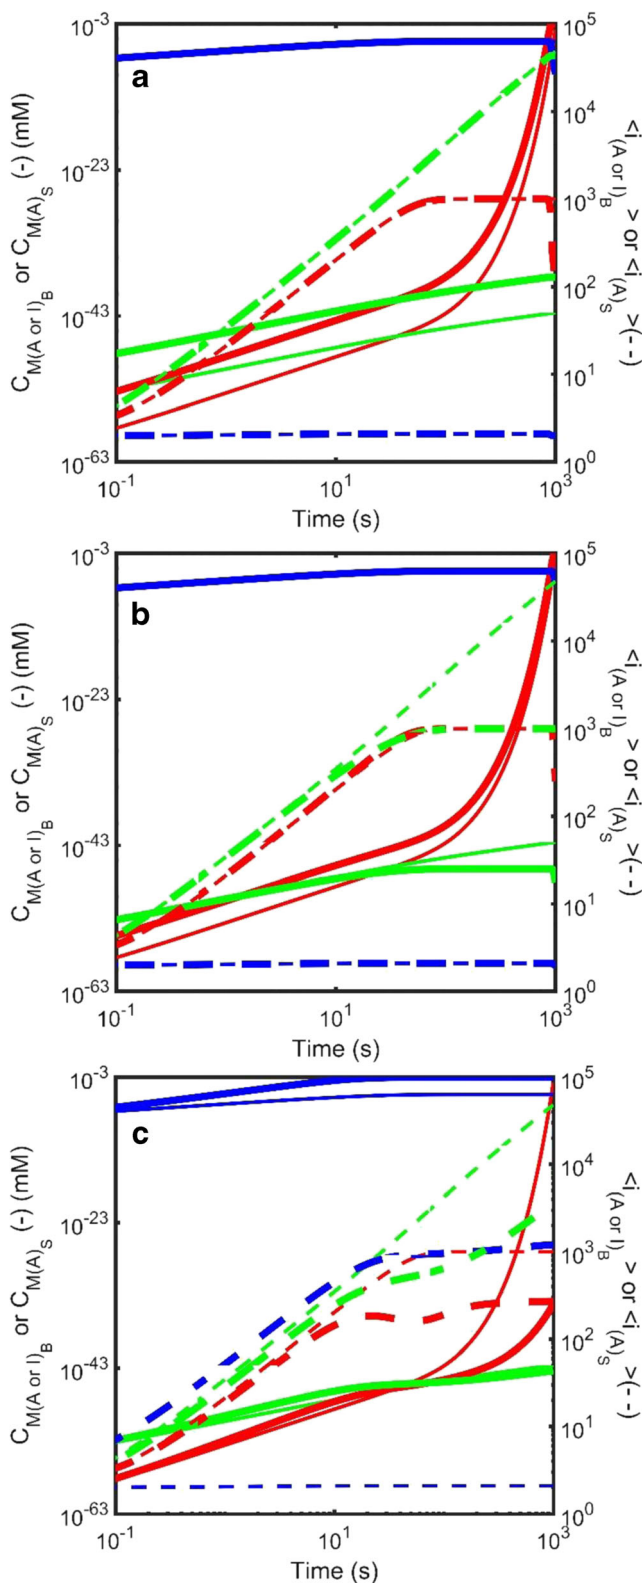 a
10^-3
10^-23
10^-43
10^-63
C_M(A or I)_B or C_M(A)_S (-) (mM)
10^5
10^4
10^3
10^2
10^1
10^0
<i_(A or I)_B> or <i_(A)_S>(--)
10^-1 10^1 10^3
Time (s)
b
10^-3
10^-23
10^-43
10^-63
C_M(A or I)_B or C_M(A)_S (-) (mM)
10^5
10^4
10^3
10^2
10^1
10^0
<i_(A or I)_B> or <i_(A)_S>(--)
10^-1 10^1 10^3
Time (s)
c
10^-3
10^-23
10^-43
10^-63
C_M(A or I)_B or C_M(A)_S (-) (mM)
10^5
10^4
10^3
10^2
10^1
10^0
<i_(A or I)_B> or <i_(A)_S>(--)
10^-1 10^1 10^3
Time (s)